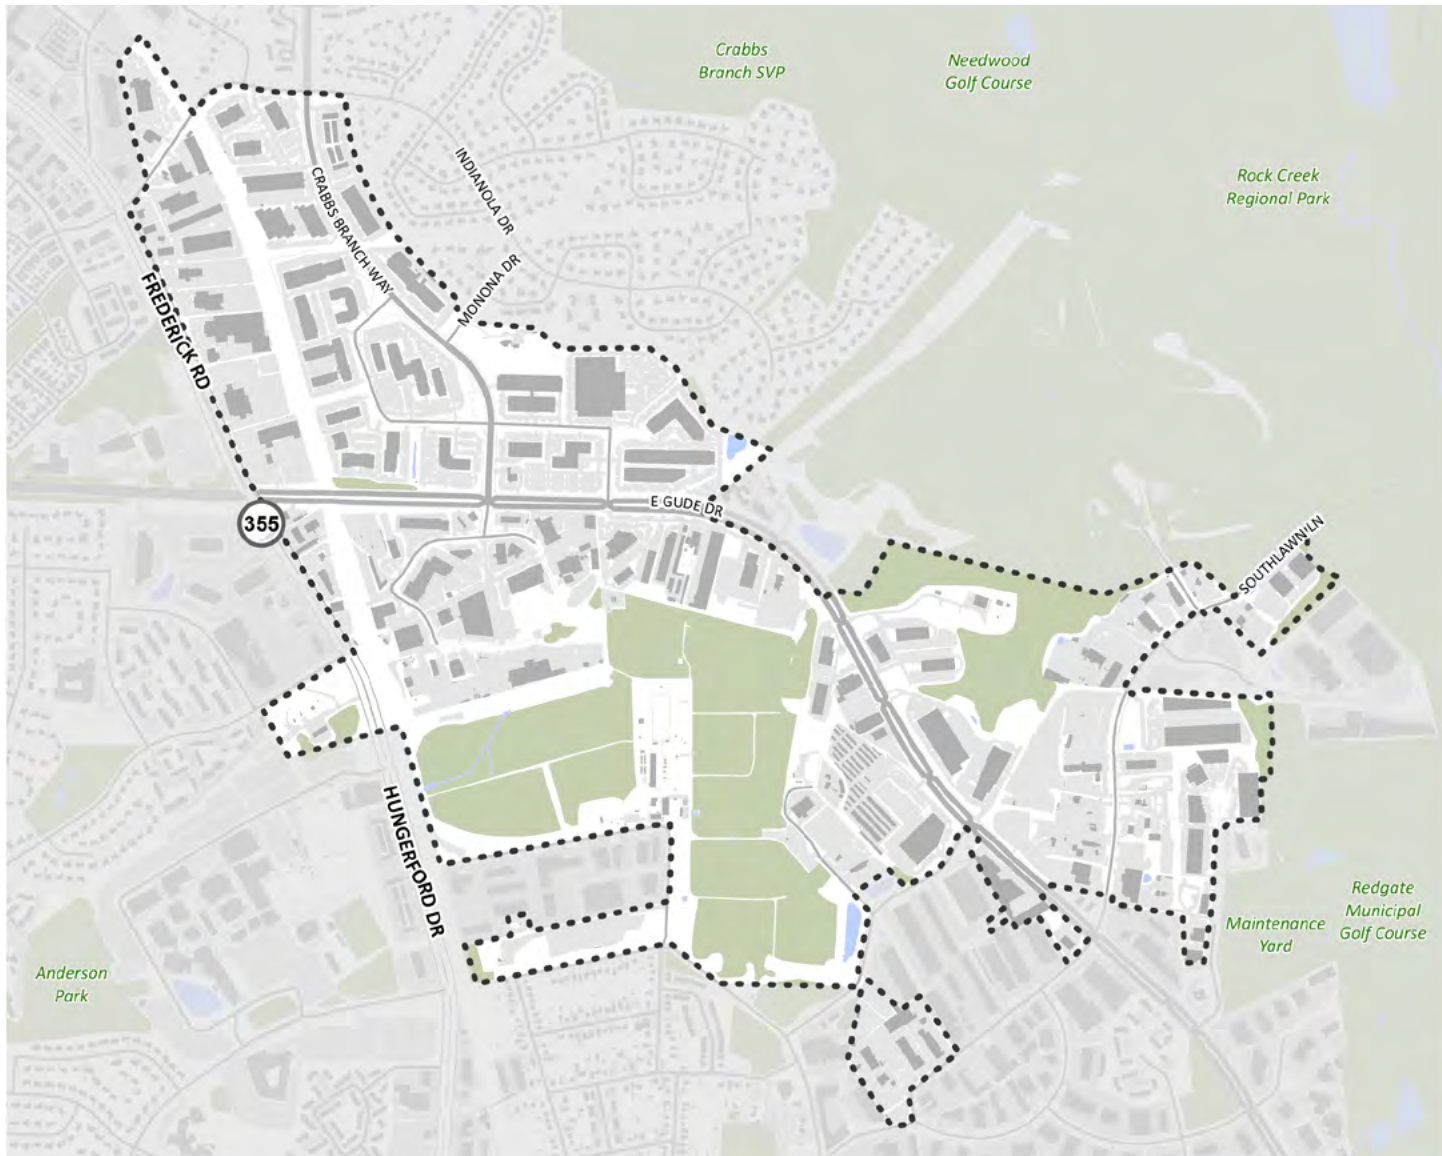 Crabbs
Branch SVP
Needwood
Golf Course
INDIANOLA DR
Rock Creek
Regional Park
CRABBS BRANCH WAY
MONONA DR
FREDERICK RD
E GUDE DR
355
SOUTHLAWN LN
HUNGERFORD DR
Redgate
Municipal
Golf Course
Maintenance
Yard
Anderson
Park